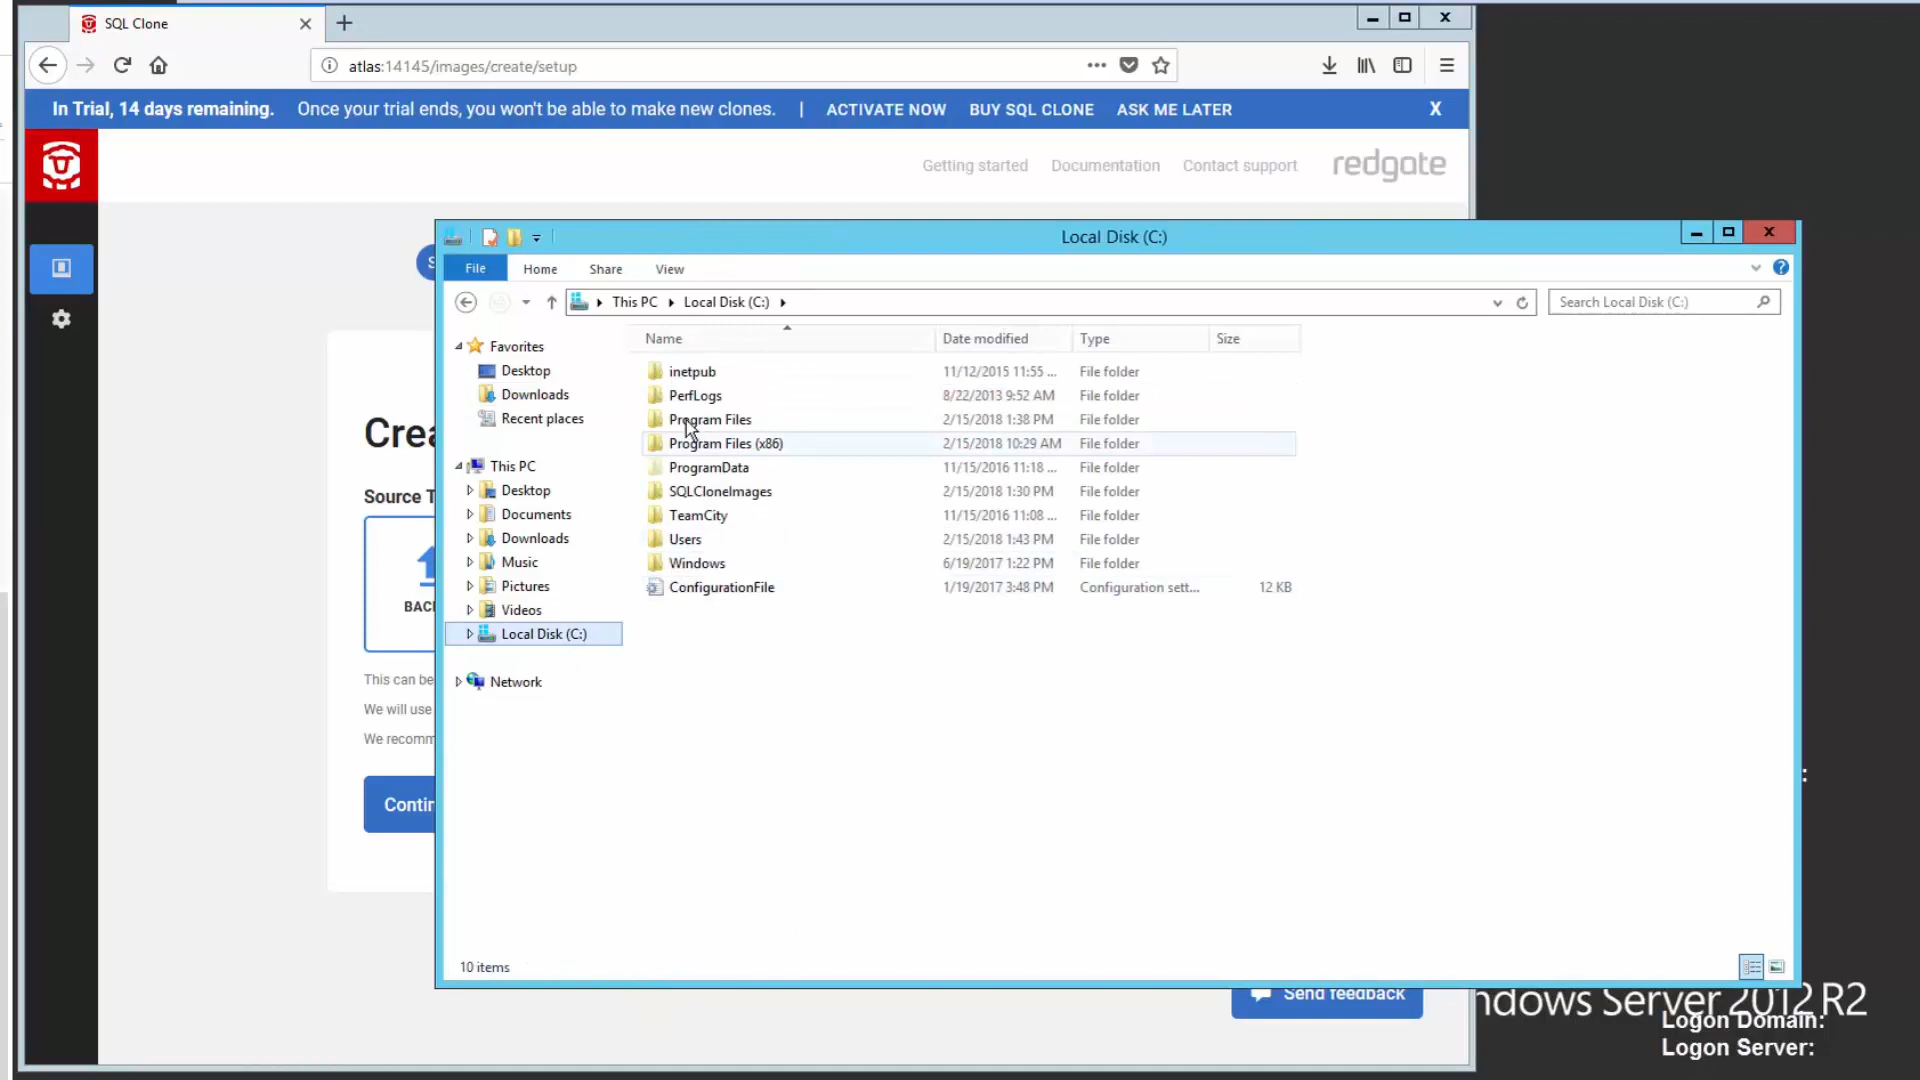 SQL Clone
atlas:14145/images/create/setup
In Trial, 14 days remaining. Once your trial ends, you won't be able to make new clones. | ACTIVATE NOW BUY SQL CLONE ASK ME LATER X
Getting started Documentation Contact support redgate
Local Disk (C:)
File Home Share View
This PC Local Disk (C:)
Search Local Disk (C:)
Name Date modified Type Size
Favorites
Desktop
Downloads
Recent places
This PC
Desktop
Documents
Downloads
Music
Pictures
Videos
Local Disk (C:)
Network
inetpub 11/12/2015 11:55 ... File folder
PerfLogs 8/22/2013 9:52 AM File folder
Program Files 2/15/2018 1:38 PM File folder
Program Files (x86) 2/15/2018 10:29 AM File folder
ProgramData 11/15/2016 11:18 ... File folder
SQLCloneImages 2/15/2018 1:30 PM File folder
TeamCity 11/15/2016 11:08 ... File folder
Users 2/15/2018 1:43 PM File folder
Windows 6/19/2017 1:22 PM File folder
ConfigurationFile 1/19/2017 3:48 PM Configuration sett... 12 KB
10 items
Crea
Source T
BAC
This can be
We will use
We recomm
Contin
Send feedback
ndows Server 2012 R2
Logon Domain:
Logon Server: